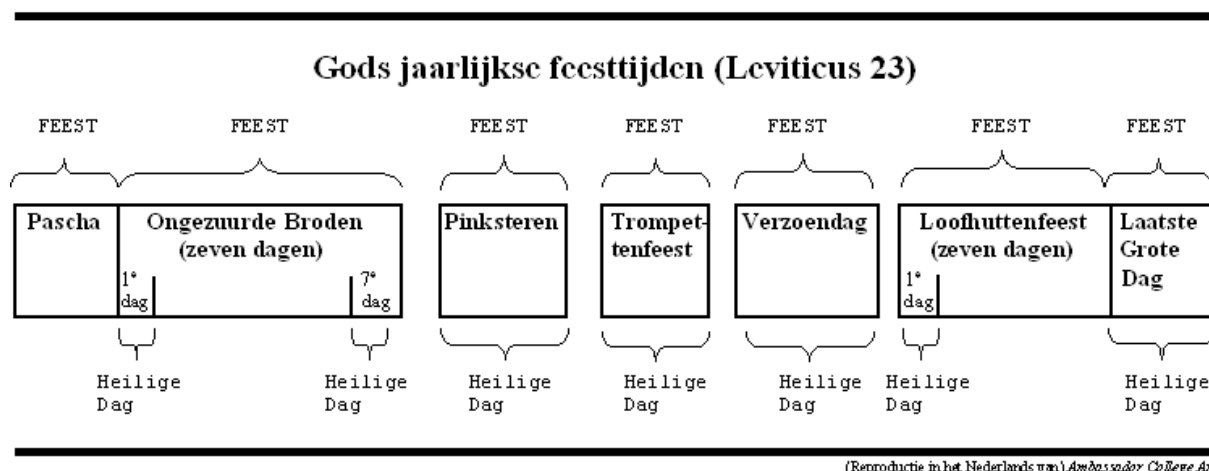 Gods jaarlijkse feesttijden (Leviticus 23)
FEEST FEEST FEEST FEEST FEEST FEEST FEEST
Pascha Ongezuurde Broden Pinksteren Trompet- Verzoendag Loofhuttenfeest Laatste
(zeven dagen) tenfeest (zeven dagen) Grote
1e 7e 1e Dag
dag dag dag
Heilige Heilige Heilige Heilige Heilige Heilige Heilige
Dag Dag Dag Dag Dag Dag Dag
(Reproductie in het Nederlands van) Ambassador College